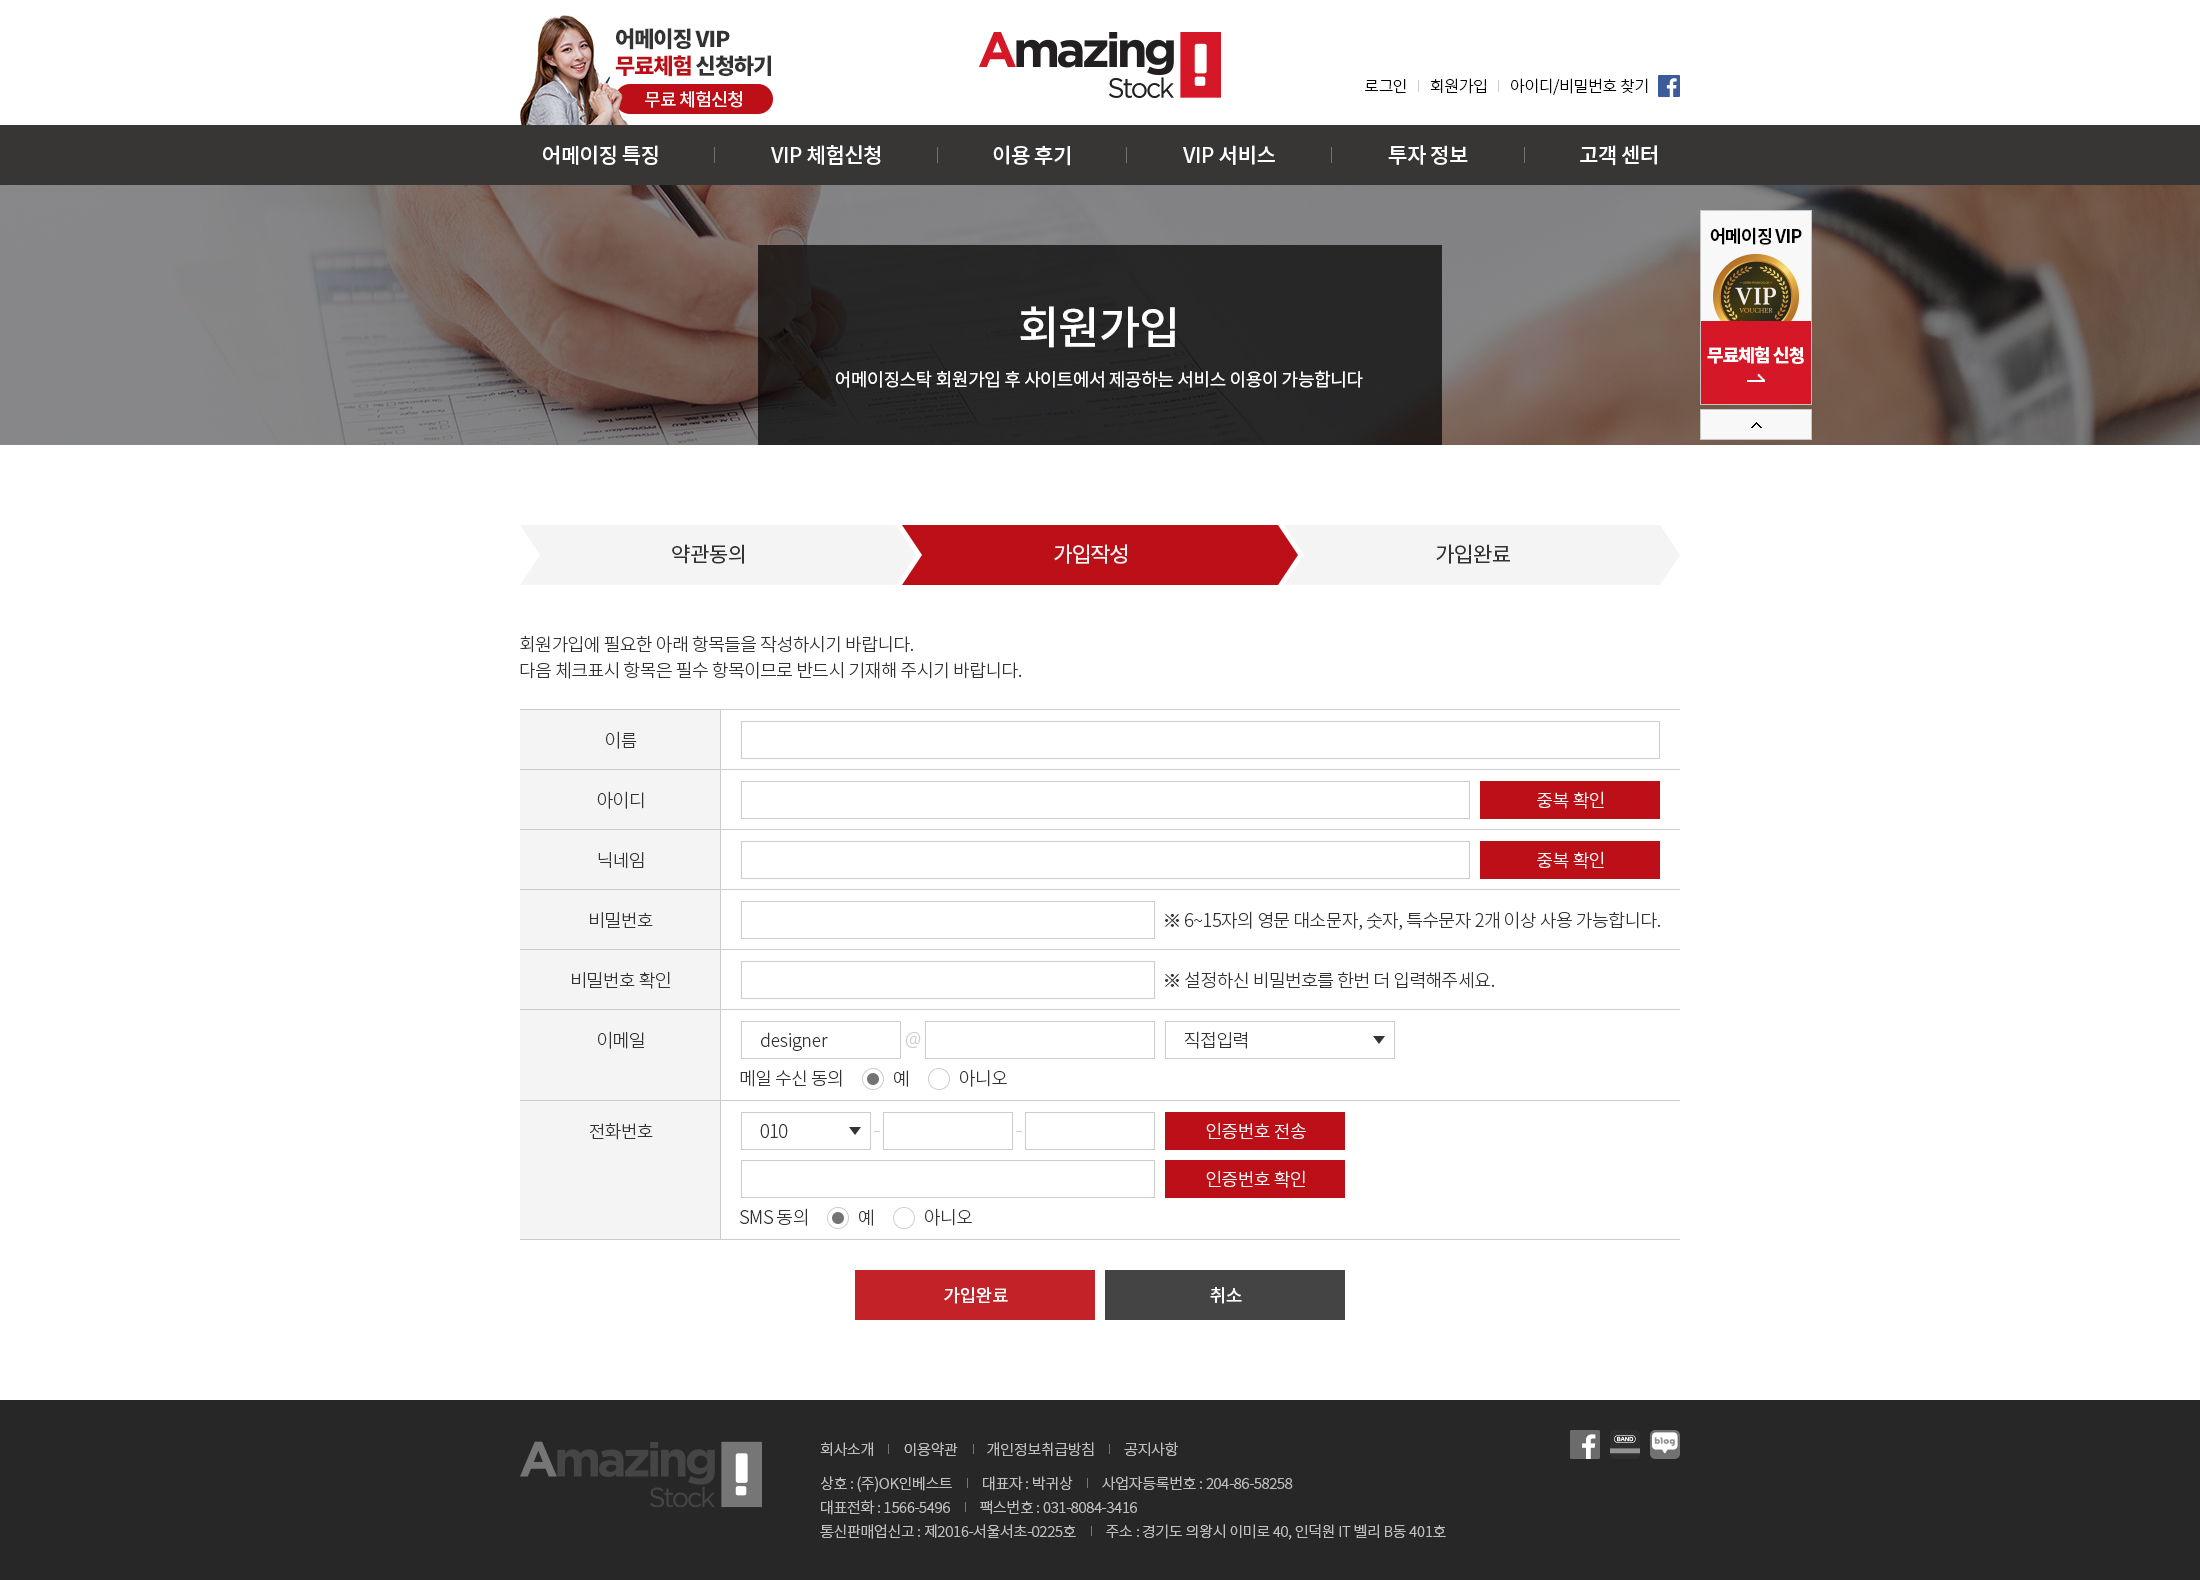 어메이징 VIP
무료체험 신청하기
무료 체험신청
Amazing!
Stock
로그인 회원가입 아이디/비밀번호 찾기
어메이징 특징 VIP 체험신청 이용 후기 VIP 서비스 투자 정보 고객 센터
회원가입
어메이징스탁 회원가입 후 사이트에서 제공하는 서비스 이용이 가능합니다
어메이징 VIP
VIP
VOUCHER
무료체험 신청
약관동의 가입작성 가입완료
회원가입에 필요한 아래 항목들을 작성하시기 바랍니다.
다음 체크표시 항목은 필수 항목이므로 반드시 기재해 주시기 바랍니다.
이름
아이디 중복 확인
닉네임 중복 확인
비밀번호 ※ 6~15자의 영문 대소문자, 숫자, 특수문자 2개 이상 사용 가능합니다.
비밀번호 확인 ※ 설정하신 비밀번호를 한번 더 입력해주세요.
이메일 designer @ 직접입력
메일 수신 동의 예 아니오
전화번호 010 - - 인증번호 전송
인증번호 확인
SMS 동의 예 아니오
가입완료 취소
Amazing!
Stock
회사소개 이용약관 개인정보취급방침 공지사항
BAND blog
상호 : (주)OK인베스트 대표자 : 박귀상 사업자등록번호 : 204-86-58258
대표전화 : 1566-5496 팩스번호 : 031-8084-3416
통신판매업신고 : 제2016-서울서초-0225호 주소 : 경기도 의왕시 이미로 40, 인덕원 IT 벨리 B동 401호